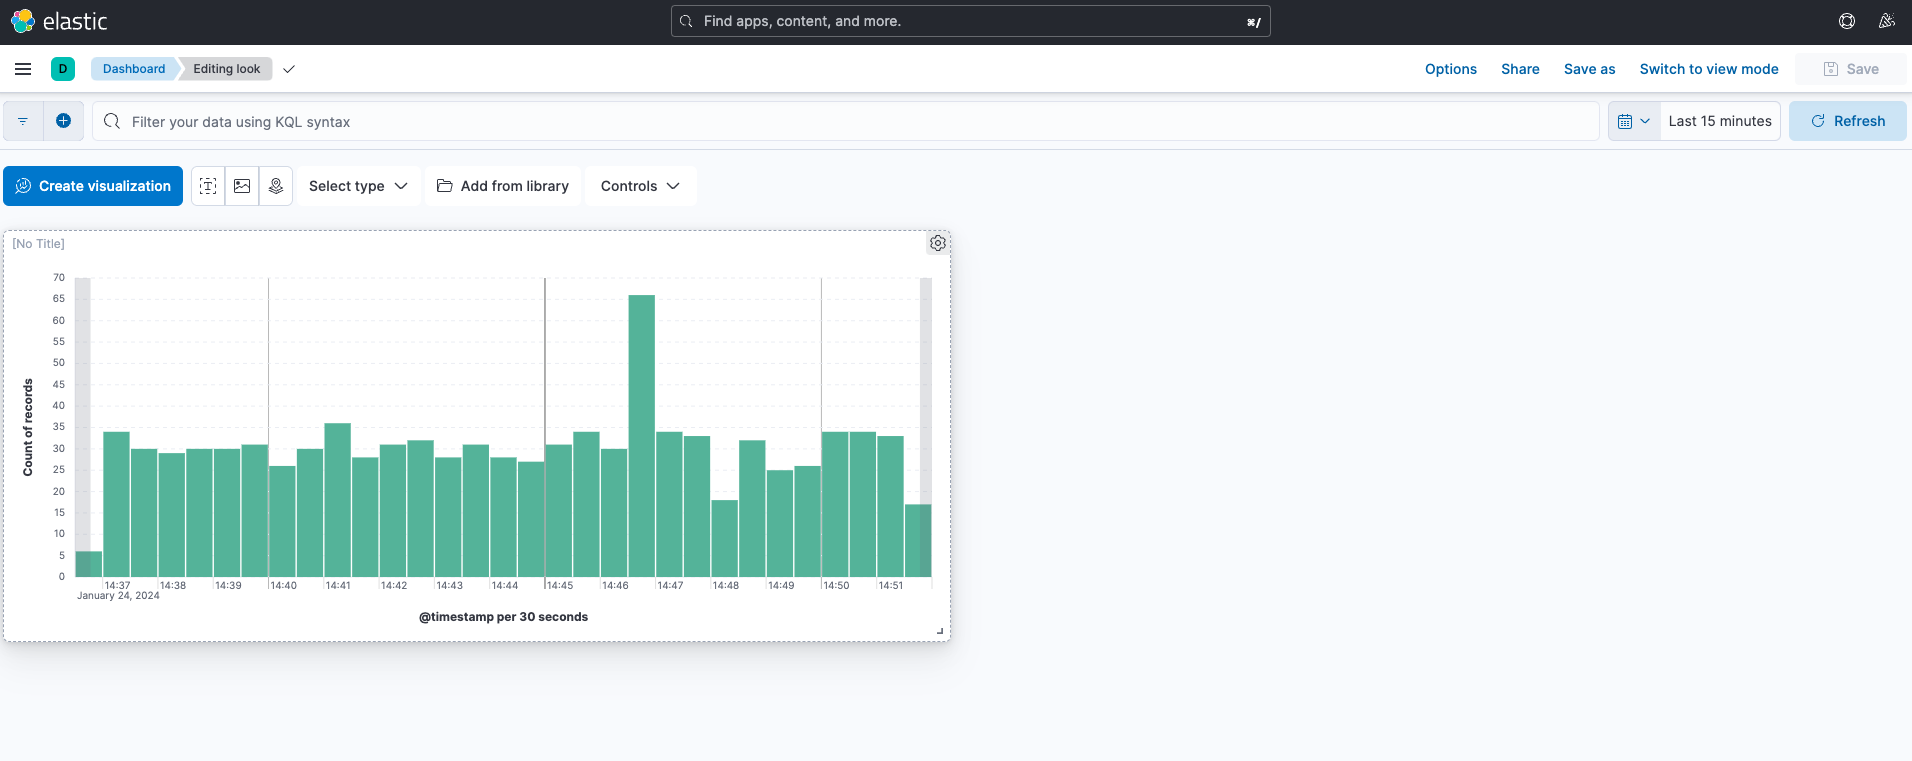 elastic
Find apps, content, and more.
⌘/
D
Dashboard
Editing look
Options
Share
Save as
Switch to view mode
Save
Filter your data using KQL syntax
Last 15 minutes
Refresh
Create visualization
Select type
Add from library
Controls
[No Title]
70
65
60
55
50
45
40
35
30
25
20
15
10
5
0
Count of records
14:37 14:38 14:39 14:40 14:41 14:42 14:43 14:44 14:45 14:46 14:47 14:48 14:49 14:50 14:51
January 24, 2024
@timestamp per 30 seconds